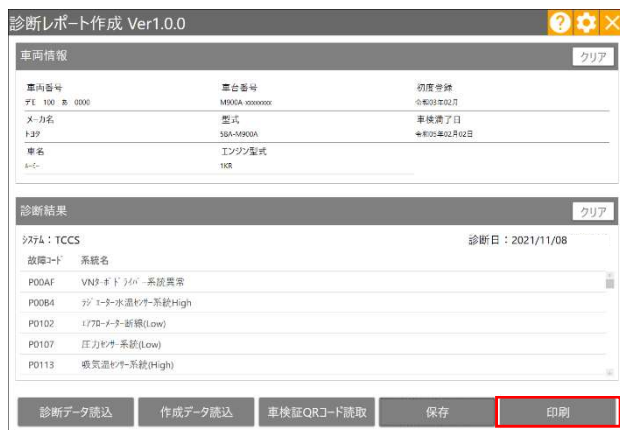 診断レポート作成 Ver1.0.0
車両情報 クリア
車両番号 車台番号 初度登録
デモ 100 あ 0000 M900A xxxxxxxx 令和03年02月
メーカ名 型式 車検満了日
トヨタ 5BA-M900A 令和05年02月02日
車名 エンジン型式
ルーミー 1KR
診断結果 クリア
システム：TCCS 診断日：2021/11/08
故障コード 系統名
P00AF VNターボ ドライバー系統異常
P00B4 ラジエーター水温センサー系統High
P0102 エアフローメーター断線(Low)
P0107 圧力センサー系統(Low)
P0113 吸気温センサー系統(High)
診断データ読込 作成データ読込 車検証QRコード読取 保存 印刷